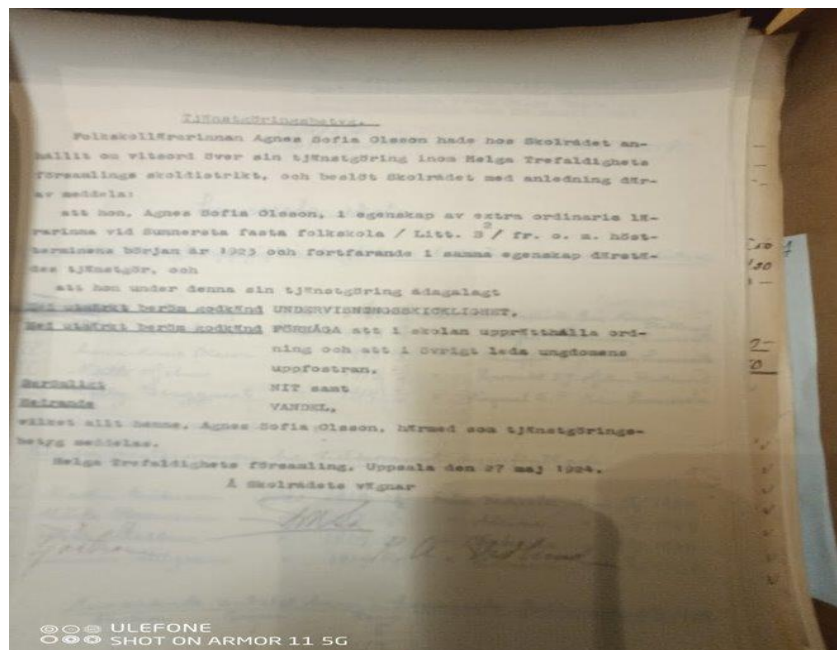 Tjänstgöringsbetyg.
Folkskollärarinnan Agnes Sofia Olsson hade hos Skolrådet an-
hållit om vitsord över sin tjänstgöring inom Helga Trefaldighets
församlings skoldistrikt, och beslöt Skolrådet med anledning där-
av meddela:
att hon, Agnes Sofia Olsson, i egenskap av extra ordinarie lä-
rarinna vid Sunnersta fasta folkskola / Litt. B2/ fr. o. m. höst-
terminens början år 1923 och fortfarande i samma egenskap därstä-
des tjänstgör, och
att hon under denna sin tjänstgöring ådagalagt
Med utmärkt beröm godkänd UNDERVISNINGSSKICKLIGHET,
Med utmärkt beröm godkänd FÖRMÅGA att i skolan upprätthålla ord-
ning och att i övrigt leda ungdomens
uppfostran,
Berömligt NIT samt
Hedrande VANDEL,
vilket allt henne, Agnes Sofia Olsson, härmed som tjänstgörings-
betyg meddelas.
Helga Trefaldighets församling, Uppsala den 27 maj 1924.
Å Skolrådets vägnar
ULEFONE
SHOT ON ARMOR 11 5G